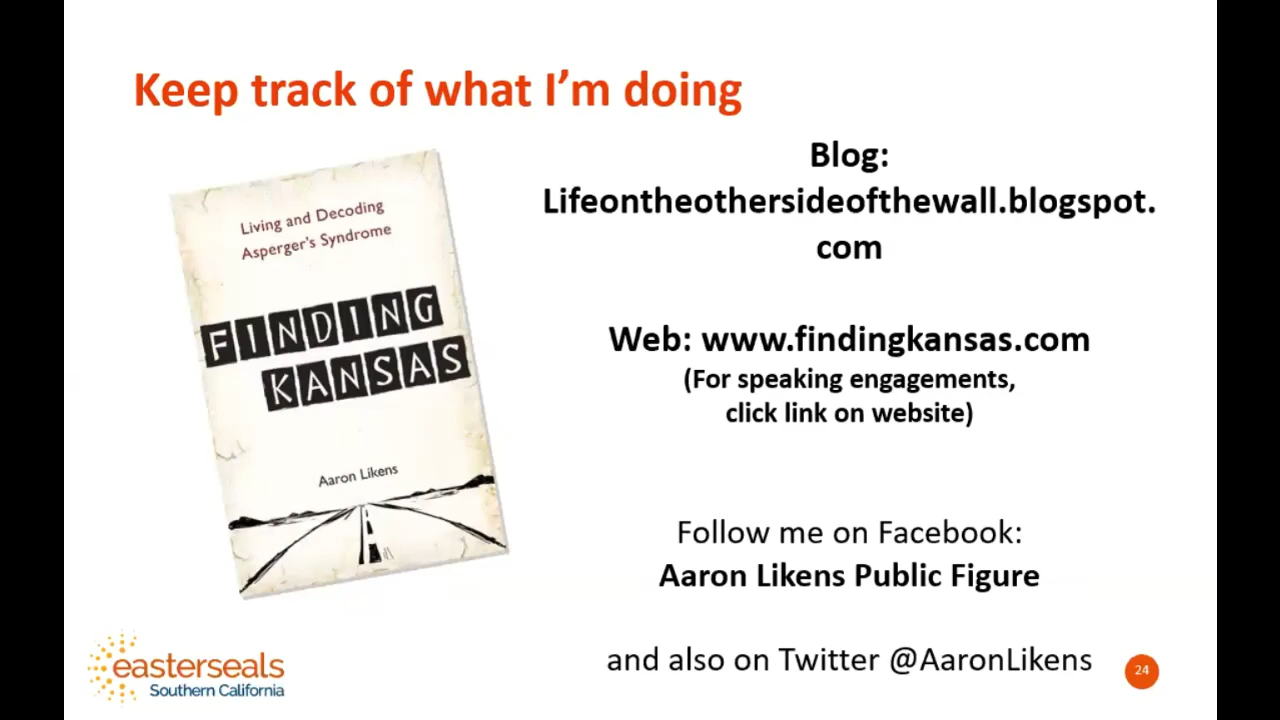 Keep track of what I'm doing
Living and Decoding
Asperger's Syndrome
FINDING
KANSAS
Aaron Likens
Blog:
Lifeontheothersideofthewall.blogspot.
com
Web: www.findingkansas.com
(For speaking engagements,
click link on website)
Follow me on Facebook:
Aaron Likens Public Figure
and also on Twitter @AaronLikens
easterseals
Southern California
24